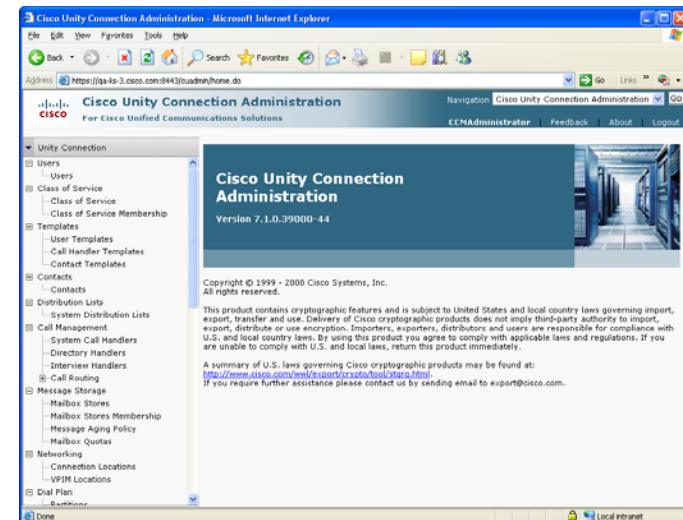 Cisco Unity Connection Administration - Microsoft Internet Explorer
File Edit View Favorites Tools Help
Back Search Favorites
Address https://qa-ks-3.cisco.com:8443/cuadmin/home.do Go Links
Cisco Unity Connection Administration
Navigation Cisco Unity Connection Administration GO
CISCO For Cisco Unified Communications Solutions
CCMAdministrator Feedback About Logout
Unity Connection
Users
Users
Class of Service
Class of Service
Class of Service Membership
Templates
User Templates
Call Handler Templates
Contact Templates
Contacts
Contacts
Distribution Lists
System Distribution Lists
Call Management
System Call Handlers
Directory Handlers
Interview Handlers
Call Routing
Message Storage
Mailbox Stores
Mailbox Stores Membership
Message Aging Policy
Mailbox Quotas
Networking
Connection Locations
VPIM Locations
Dial Plan
Partitions
Cisco Unity Connection
Administration
Version 7.1.0.39000-44
Copyright © 1999 - 2008 Cisco Systems, Inc.
All rights reserved.
This product contains cryptographic features and is subject to United States and local country laws governing import,
export, transfer and use. Delivery of Cisco cryptographic products does not imply third-party authority to import,
export, distribute or use encryption. Importers, exporters, distributors and users are responsible for compliance with
U.S. and local country laws. By using this product you agree to comply with applicable laws and regulations. If you
are unable to comply with U.S. and local laws, return this product immediately.
A summary of U.S. laws governing Cisco cryptographic products may be found at:
http://www.cisco.com/wwl/export/crypto/tool/stqrg.html.
If you require further assistance please contact us by sending email to export@cisco.com.
Done
Local intranet